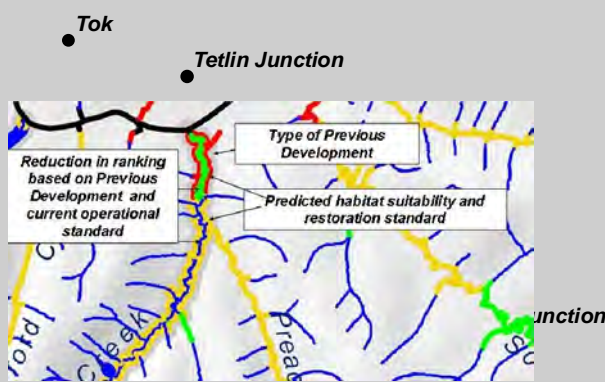 Tok
Tetlin Junction
Type of Previous
Development
Reduction in ranking
based on Previous
Development and
current operational
standard
Predicted habitat suitability and
restoration standard
unction
Creek